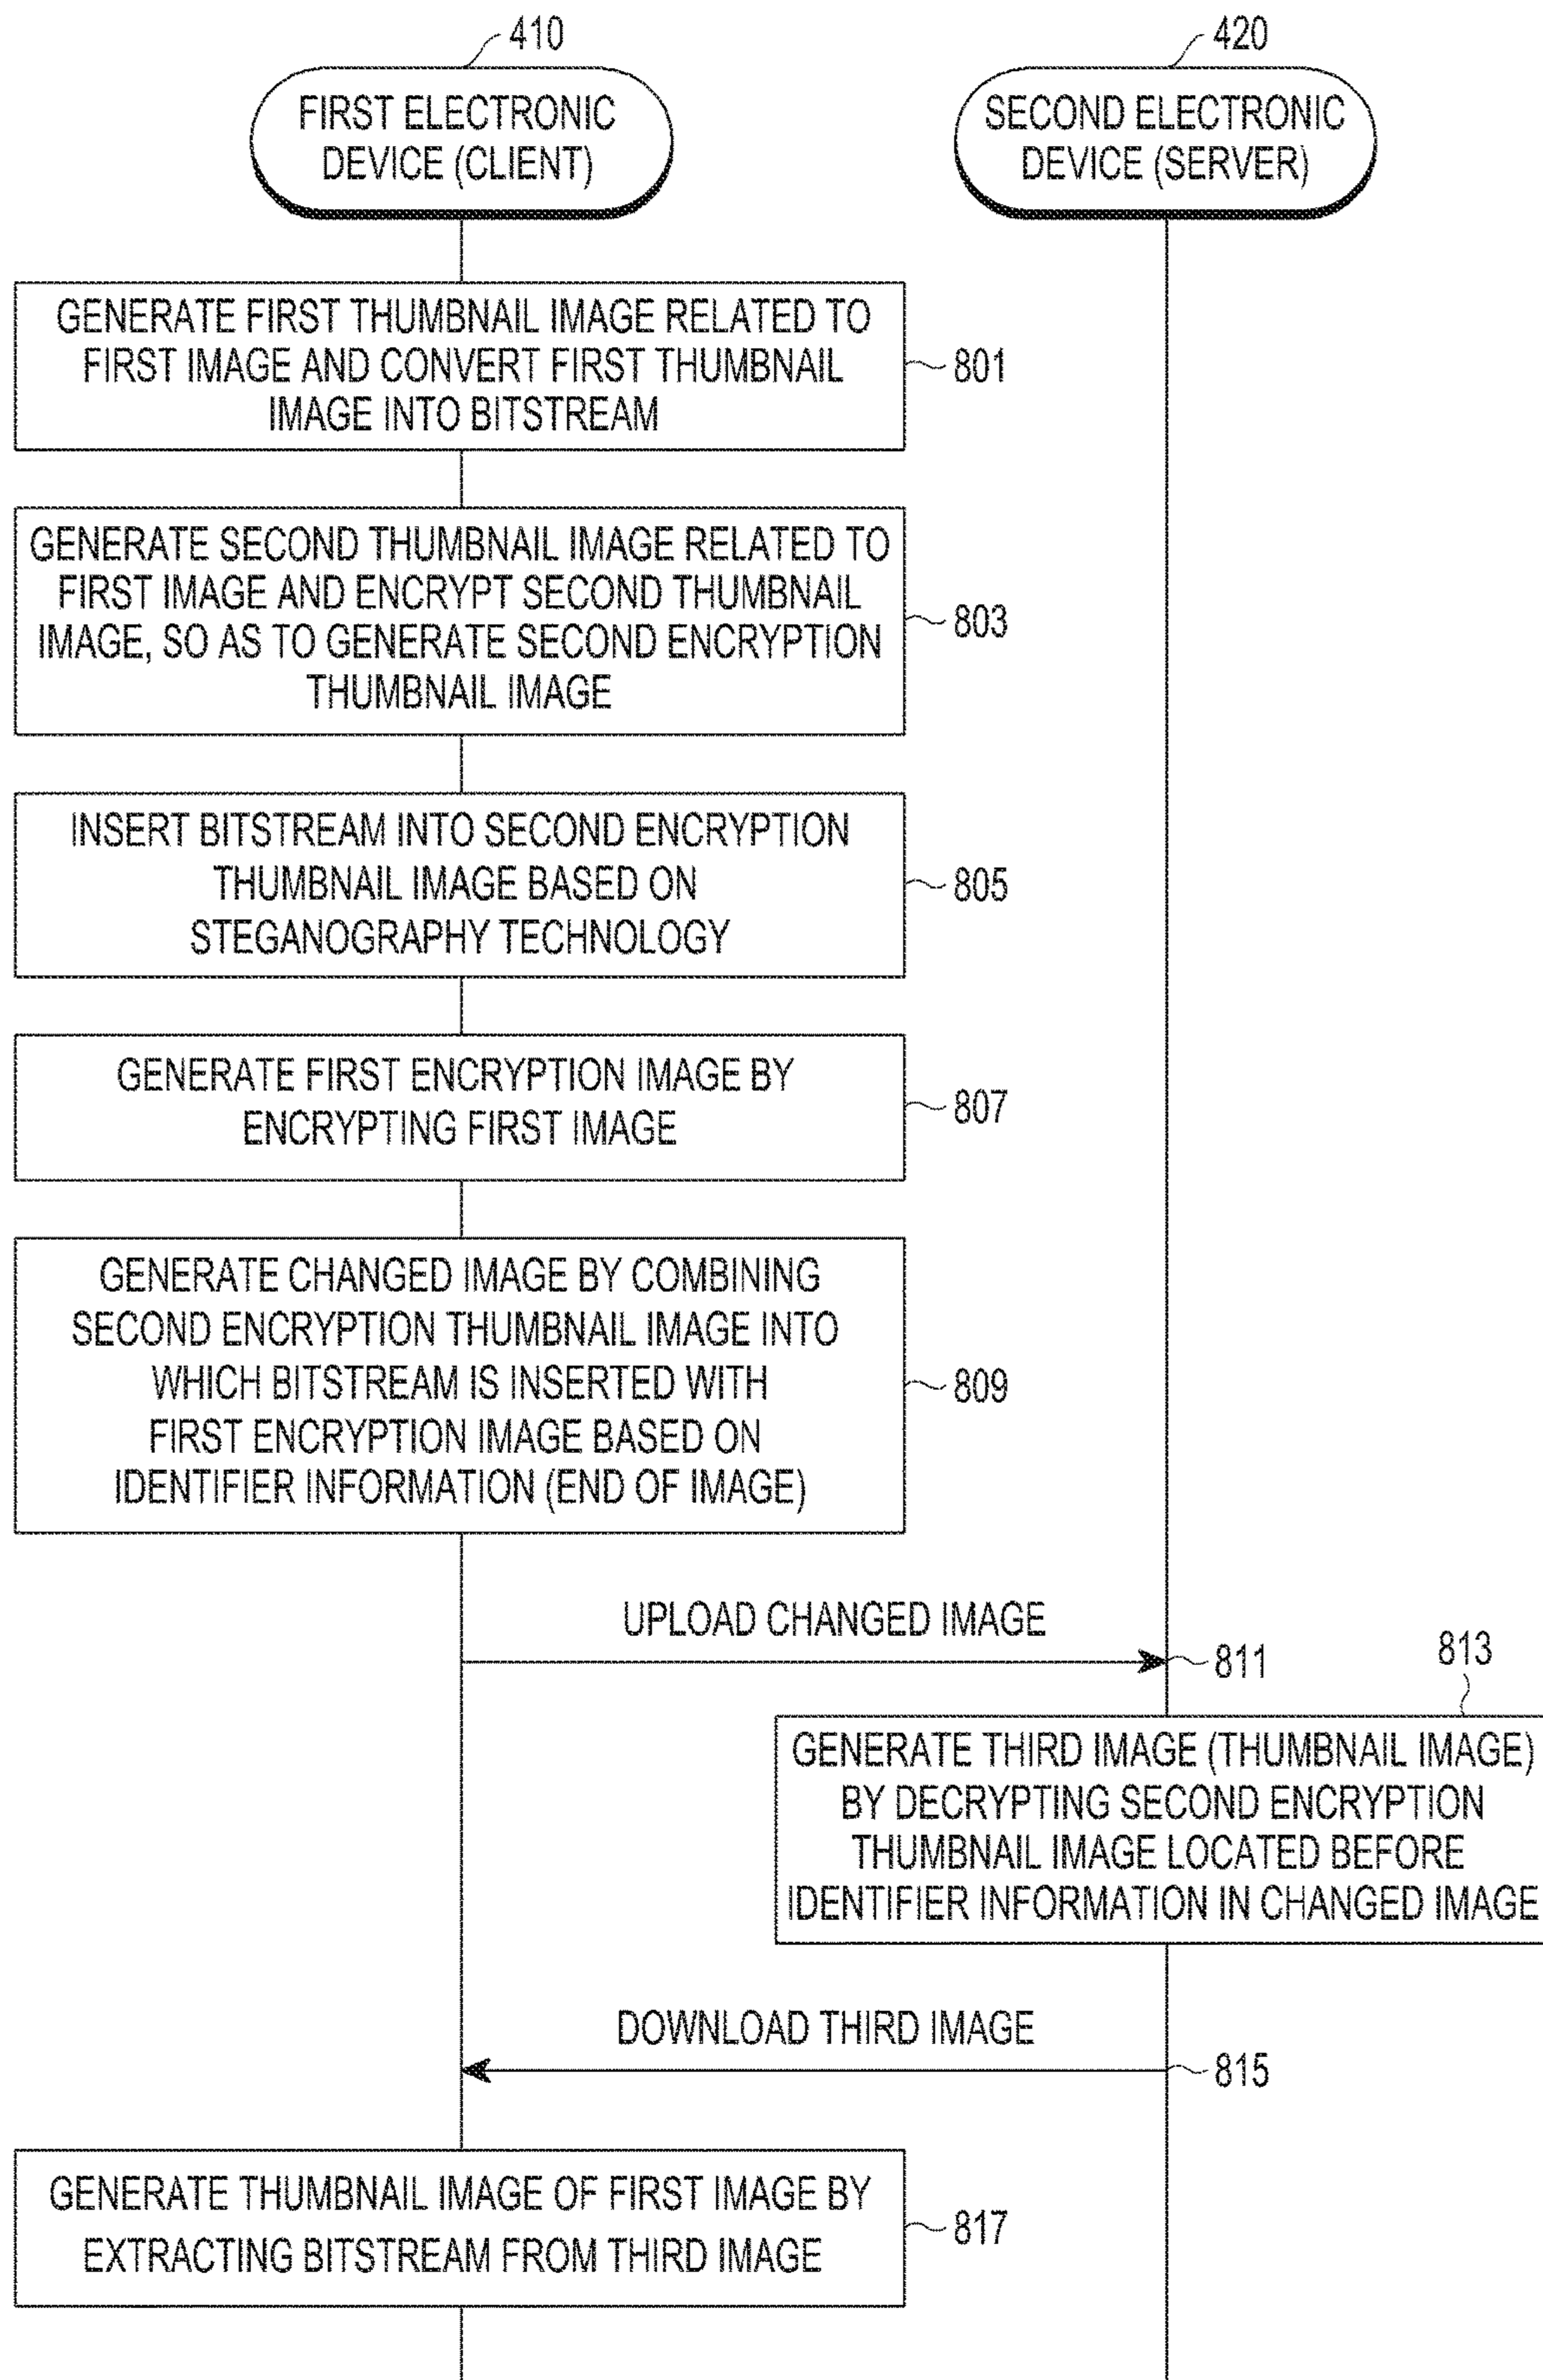 410
420
FIRST ELECTRONIC
DEVICE (CLIENT)
SECOND ELECTRONIC
DEVICE (SERVER)
GENERATE FIRST THUMBNAIL IMAGE RELATED TO
FIRST IMAGE AND CONVERT FIRST THUMBNAIL
IMAGE INTO BITSTREAM
801
GENERATE SECOND THUMBNAIL IMAGE RELATED TO
FIRST IMAGE AND ENCRYPT SECOND THUMBNAIL
IMAGE, SO AS TO GENERATE SECOND ENCRYPTION
THUMBNAIL IMAGE
803
INSERT BITSTREAM INTO SECOND ENCRYPTION
THUMBNAIL IMAGE BASED ON
STEGANOGRAPHY TECHNOLOGY
805
GENERATE FIRST ENCRYPTION IMAGE BY
ENCRYPTING FIRST IMAGE
807
GENERATE CHANGED IMAGE BY COMBINING
SECOND ENCRYPTION THUMBNAIL IMAGE INTO
WHICH BITSTREAM IS INSERTED WITH
FIRST ENCRYPTION IMAGE BASED ON
IDENTIFIER INFORMATION (END OF IMAGE)
809
UPLOAD CHANGED IMAGE
811
813
GENERATE THIRD IMAGE (THUMBNAIL IMAGE)
BY DECRYPTING SECOND ENCRYPTION
THUMBNAIL IMAGE LOCATED BEFORE
IDENTIFIER INFORMATION IN CHANGED IMAGE
DOWNLOAD THIRD IMAGE
815
GENERATE THUMBNAIL IMAGE OF FIRST IMAGE BY
EXTRACTING BITSTREAM FROM THIRD IMAGE
817